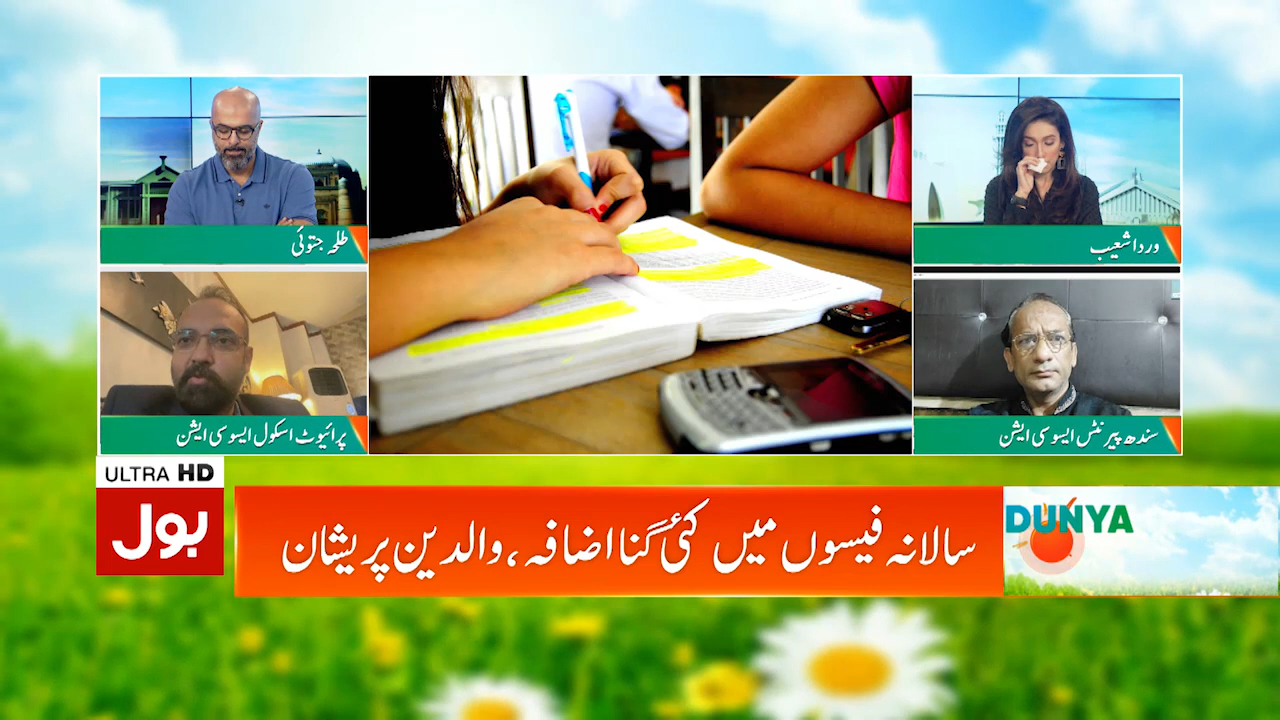 طلحہ جتوئی
وردا شعیب
پرائیوٹ اسکول ایسوسی ایشن
سندھ پیرنٹس ایسوسی ایشن
ULTRA HD
بول
سالانہ فیسوں میں کئی گنا اضافہ، والدین پریشان
DUNYA